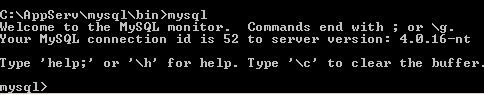 C:\AppServ\mysql\bin>mysql
Welcome to the MySQL monitor.  Commands end with ; or \g.
Your MySQL connection id is 52 to server version: 4.0.16-nt
Type 'help;' or '\h' for help. Type '\c' to clear the buffer.
mysql>